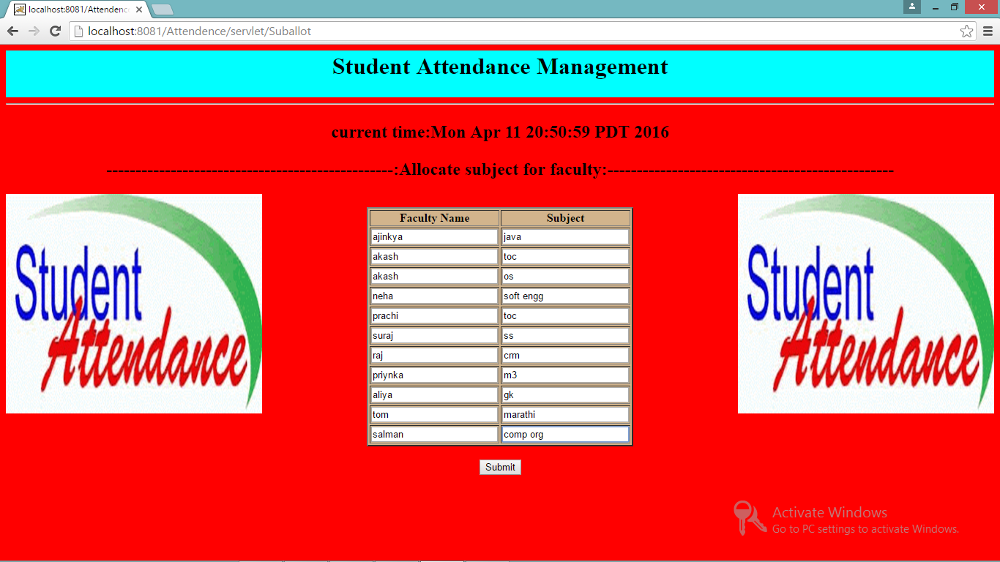 localhost:8081/Attendenc
localhost:8081/Attendence/servlet/Suballot
Student Attendance Management
current time:Mon Apr 11 20:50:59 PDT 2016
-------------------------------------------------:Allocate subject for faculty:-------------------------------------------------
Student
Attendance
Faculty Name Subject
ajinkya java
akash toc
akash os
neha soft engg
prachi toc
suraj ss
raj crm
priynka m3
aliya gk
tom marathi
salman comp org
Submit
Student
Attendance
Activate Windows
Go to PC settings to activate Windows.